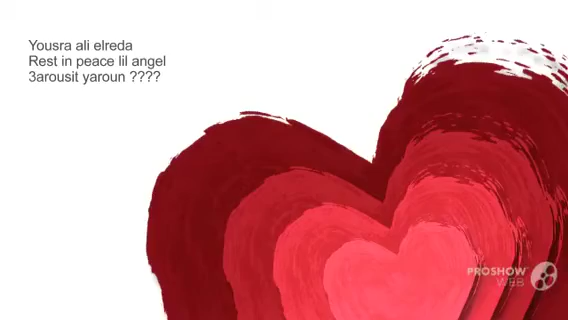 Yousra ali elreda
Rest in peace lil angel
3arousit yaroun ????
PROSHOW
WEB